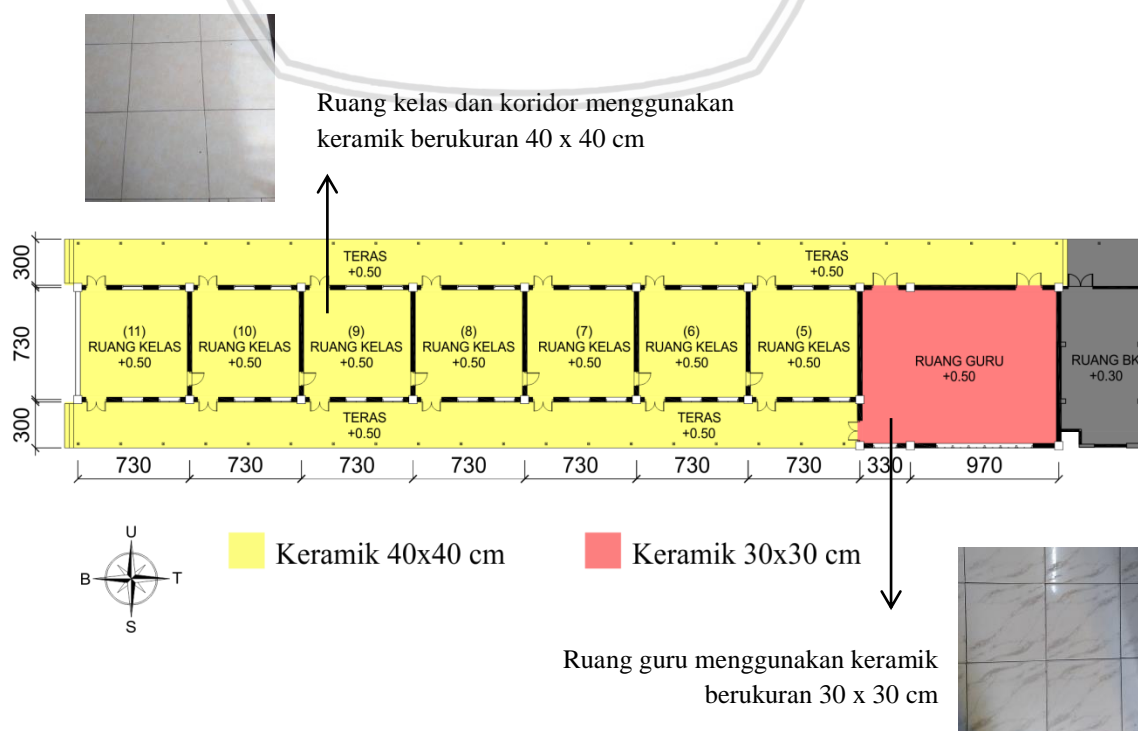 Ruang kelas dan koridor menggunakan
keramik berukuran 40 x 40 cm
300
730
300
TERAS
+0.50
TERAS
+0.50
(11)
RUANG KELAS
+0.50
(10)
RUANG KELAS
+0.50
(9)
RUANG KELAS
+0.50
(8)
RUANG KELAS
+0.50
(7)
RUANG KELAS
+0.50
(6)
RUANG KELAS
+0.50
(5)
RUANG KELAS
+0.50
RUANG GURU
+0.50
RUANG BK
+0.30
TERAS
+0.50
TERAS
+0.50
730 730 730 730 730 730 730 330 970
U
B T
S
Keramik 40x40 cm
Keramik 30x30 cm
Ruang guru menggunakan keramik
berukuran 30 x 30 cm